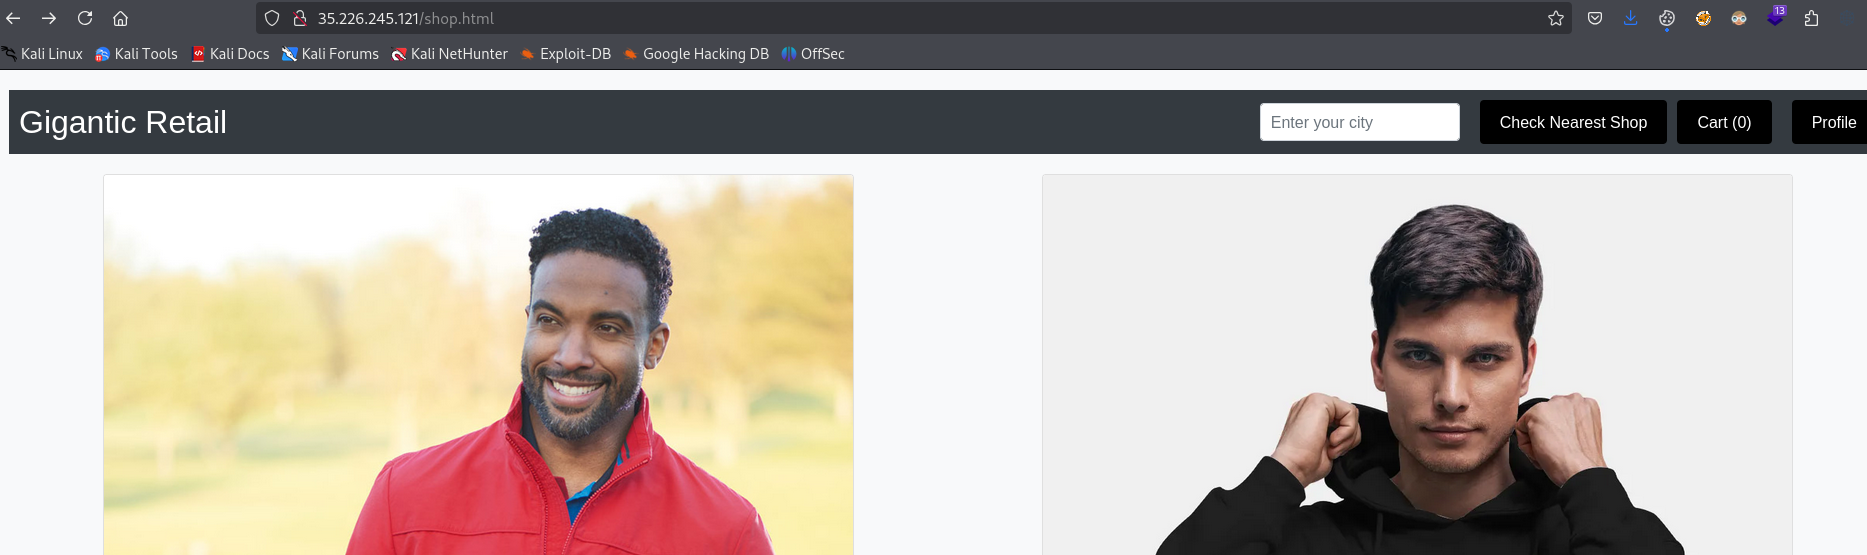 35.226.245.121/shop.html
13
Kali Linux Kali Tools Kali Docs Kali Forums Kali NetHunter Exploit-DB Google Hacking DB OffSec
Gigantic Retail Enter your city Check Nearest Shop Cart (0) Profile